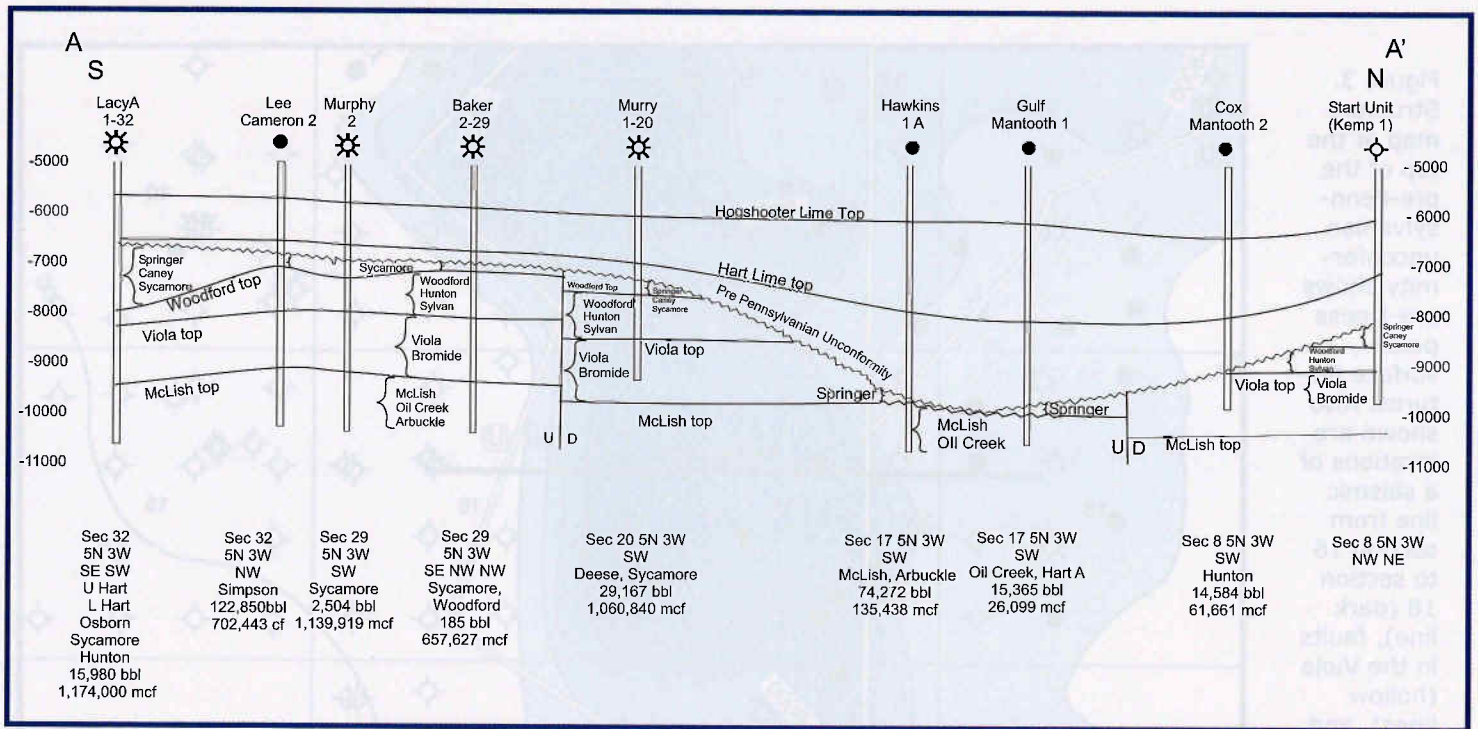 A
A'
S
N
LacyA
1-32
Lee
Cameron 2
Murphy
2
Baker
2-29
Murry
1-20
Hawkins
1 A
Gulf
Mantooth 1
Cox
Mantooth 2
Start Unit
(Kemp 1)
-5000
-6000
-7000
-8000
-9000
-10000
-11000
- 5000
- 6000
-7000
-8000
-9000
-10000
-11000
Hogshooter Lime Top
Hart Lime top
Pre Pennsylvanian Unconformity
Springer
Caney
Sycamore
Woodford top
Viola top
McLish top
Sycamore
Woodford
Hunton
Sylvan
Viola
Bromide
McLish
Oil Creek
Arbuckle
Woodford Top
Woodford
Hunton
Sylvan
Viola
Bromide
Springer
Caney
Sycamore
Viola top
McLish top
U D
Springer
McLish
OIl Creek
Springer
U D
McLish top
Viola top
Woodford
Hunton
Sylvan
Viola
Bromide
Springer
Caney
Sycamore
Sec 32
5N 3W
SE SW
U Hart
L Hart
Osborn
Sycamore
Hunton
15,980 bbl
1,174,000 mcf
Sec 32
5N 3W
NW
Simpson
122,850bbl
702,443 cf
Sec 29
5N 3W
SW
Sycamore
2,504 bbl
1,139,919 mcf
Sec 29
5N 3W
SE NW NW
Sycamore,
Woodford
185 bbl
657,627 mcf
Sec 20 5N 3W
SW
Deese, Sycamore
29,167 bbl
1,060,840 mcf
Sec 17 5N 3W
SW
McLish, Arbuckle
74,272 bbl
135,438 mcf
Sec 17 5N 3W
SW
Oil Creek, Hart A
15,365 bbl
26,099 mcf
Sec 8 5N 3W
SW
Hunton
14,584 bbl
61,661 mcf
Sec 8 5N 3W
NW NE